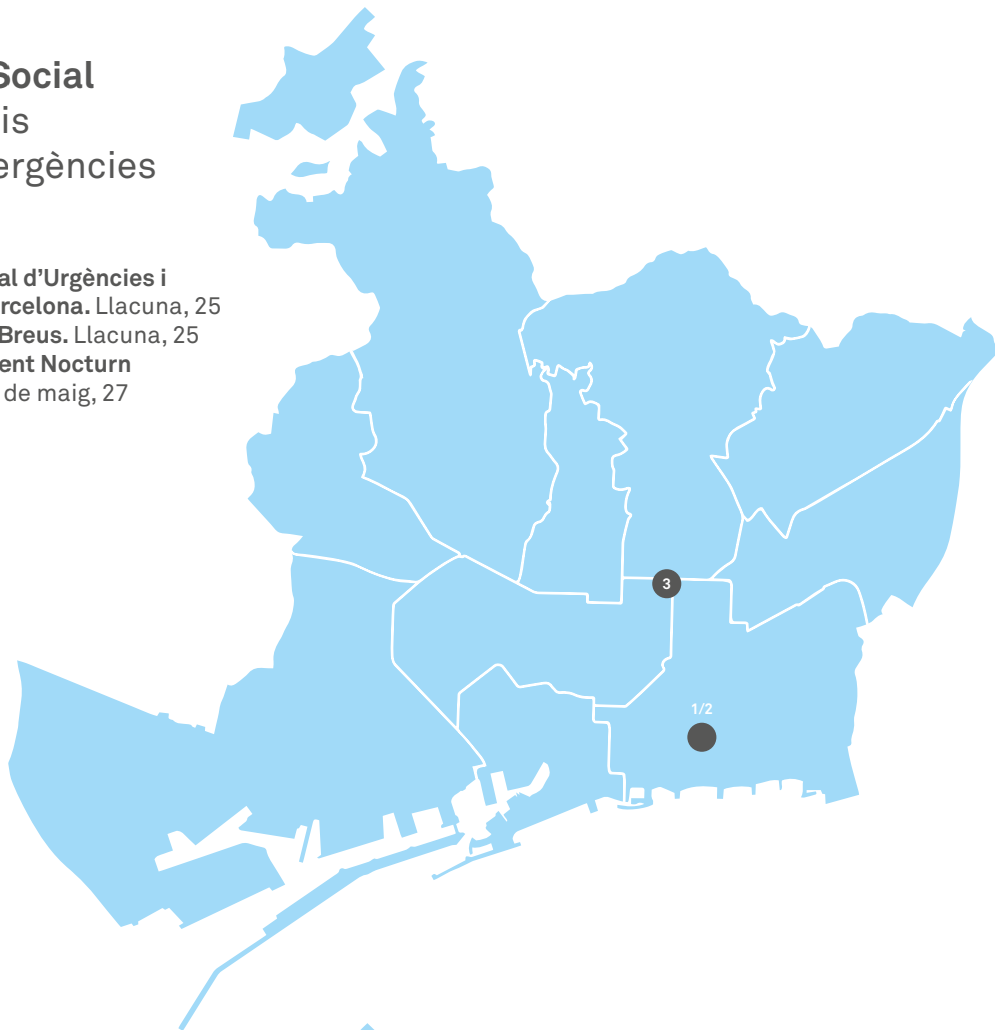 Social
is
ergències
al d’Urgències i
rcelona. Llacuna, 25
Breus. Llacuna, 25
ent Nocturn
de maig, 27
3
1/2